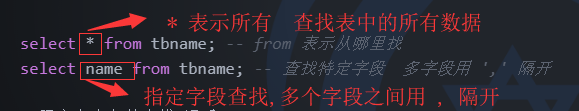 * 表示所有 查找表中的所有数据
select * from tbname; -- from 表示从哪里找
select name from tbname; -- 查找特定字段 多字段用 ',' 隔开
指定字段查找,多个字段之间用 , 隔开